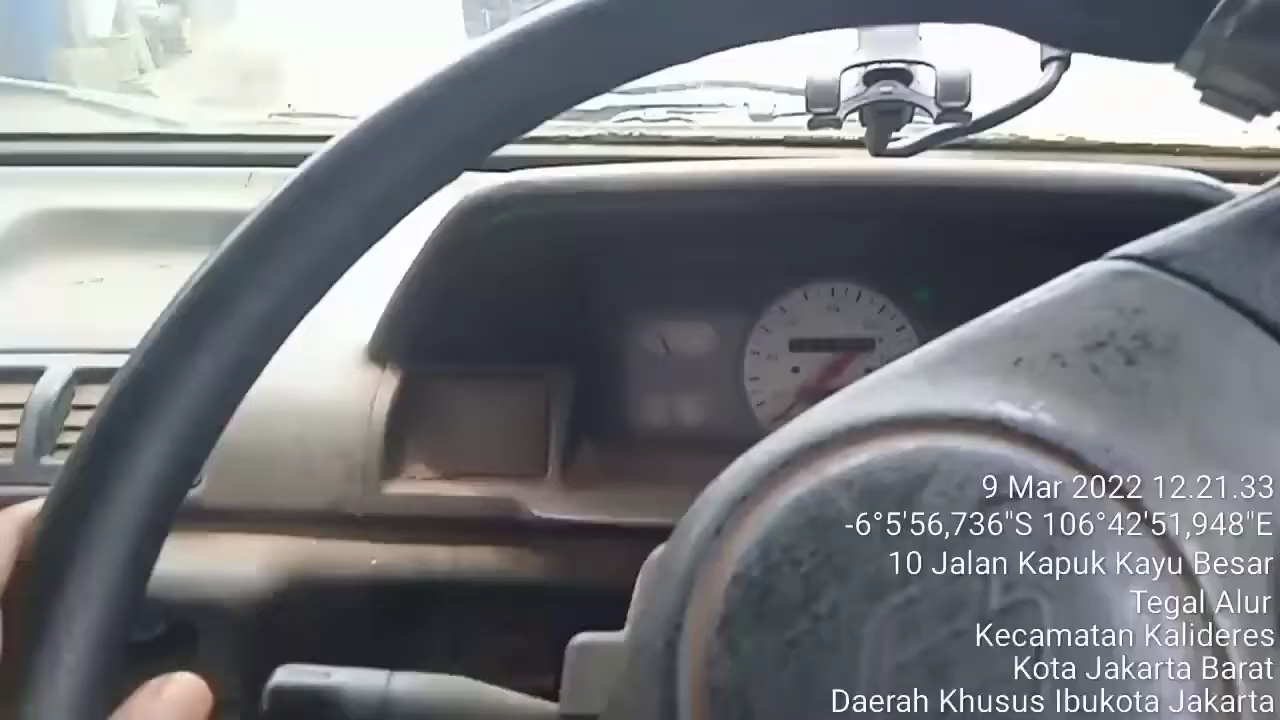 9 Mar 2022 12.21.33
-6°5'56,736"S 106°42'51,948"E
10 Jalan Kapuk Kayu Besar
Tegal Alur
Kecamatan Kalideres
Kota Jakarta Barat
Daerah Khusus Ibukota Jakarta